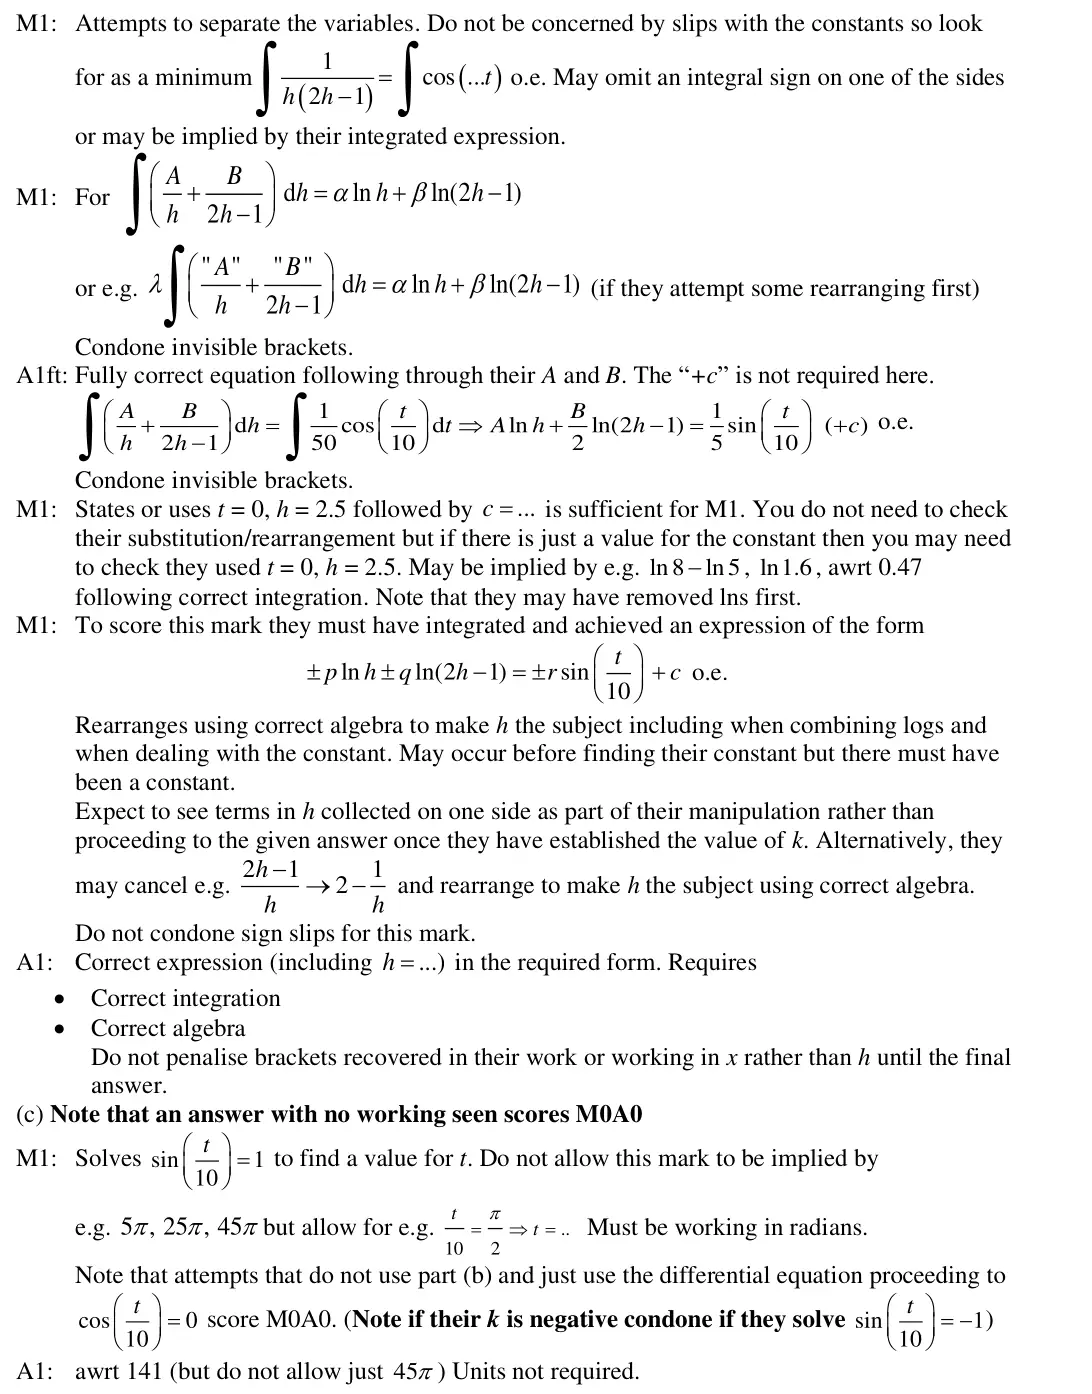 M1: Attempts to separate the variables. Do not be concerned by slips with the constants so look
for as a minimum ∫ 1/(h(2h−1)) = ∫ cos(...t) o.e. May omit an integral sign on one of the sides
or may be implied by their integrated expression.
M1: For ∫ (A/h + B/(2h−1)) dh = α ln h + β ln(2h−1)
or e.g. λ∫ ("A"/h + "B"/(2h−1)) dh = α ln h + β ln(2h−1) (if they attempt some rearranging first)
Condone invisible brackets.
A1ft: Fully correct equation following through their A and B. The “+c” is not required here.
∫ (A/h + B/(2h−1)) dh = ∫ 1/50 cos(t/10) dt ⇒ A ln h + B/2 ln(2h−1) = 1/5 sin(t/10) (+c) o.e.
Condone invisible brackets.
M1: States or uses t = 0, h = 2.5 followed by c = ... is sufficient for M1. You do not need to check
their substitution/rearrangement but if there is just a value for the constant then you may need
to check they used t = 0, h = 2.5. May be implied by e.g. ln 8 − ln 5, ln 1.6, awrt 0.47
following correct integration. Note that they may have removed lns first.
M1: To score this mark they must have integrated and achieved an expression of the form
±p ln h ± q ln(2h−1) = ±r sin(t/10) + c o.e.
Rearranges using correct algebra to make h the subject including when combining logs and
when dealing with the constant. May occur before finding their constant but there must have
been a constant.
Expect to see terms in h collected on one side as part of their manipulation rather than
proceeding to the given answer once they have established the value of k. Alternatively, they
may cancel e.g. (2h−1)/h → 2 − 1/h and rearrange to make h the subject using correct algebra.
Do not condone sign slips for this mark.
A1: Correct expression (including h = ...) in the required form. Requires
• Correct integration
• Correct algebra
Do not penalise brackets recovered in their work or working in x rather than h until the final
answer.
(c) Note that an answer with no working seen scores M0A0
M1: Solves sin(t/10) = 1 to find a value for t. Do not allow this mark to be implied by
e.g. 5π, 25π, 45π but allow for e.g. t/10 = π/2 ⇒ t = .. Must be working in radians.
Note that attempts that do not use part (b) and just use the differential equation proceeding to
cos(t/10) = 0 score M0A0. (Note if their k is negative condone if they solve sin(t/10) = −1)
A1: awrt 141 (but do not allow just 45π ) Units not required.